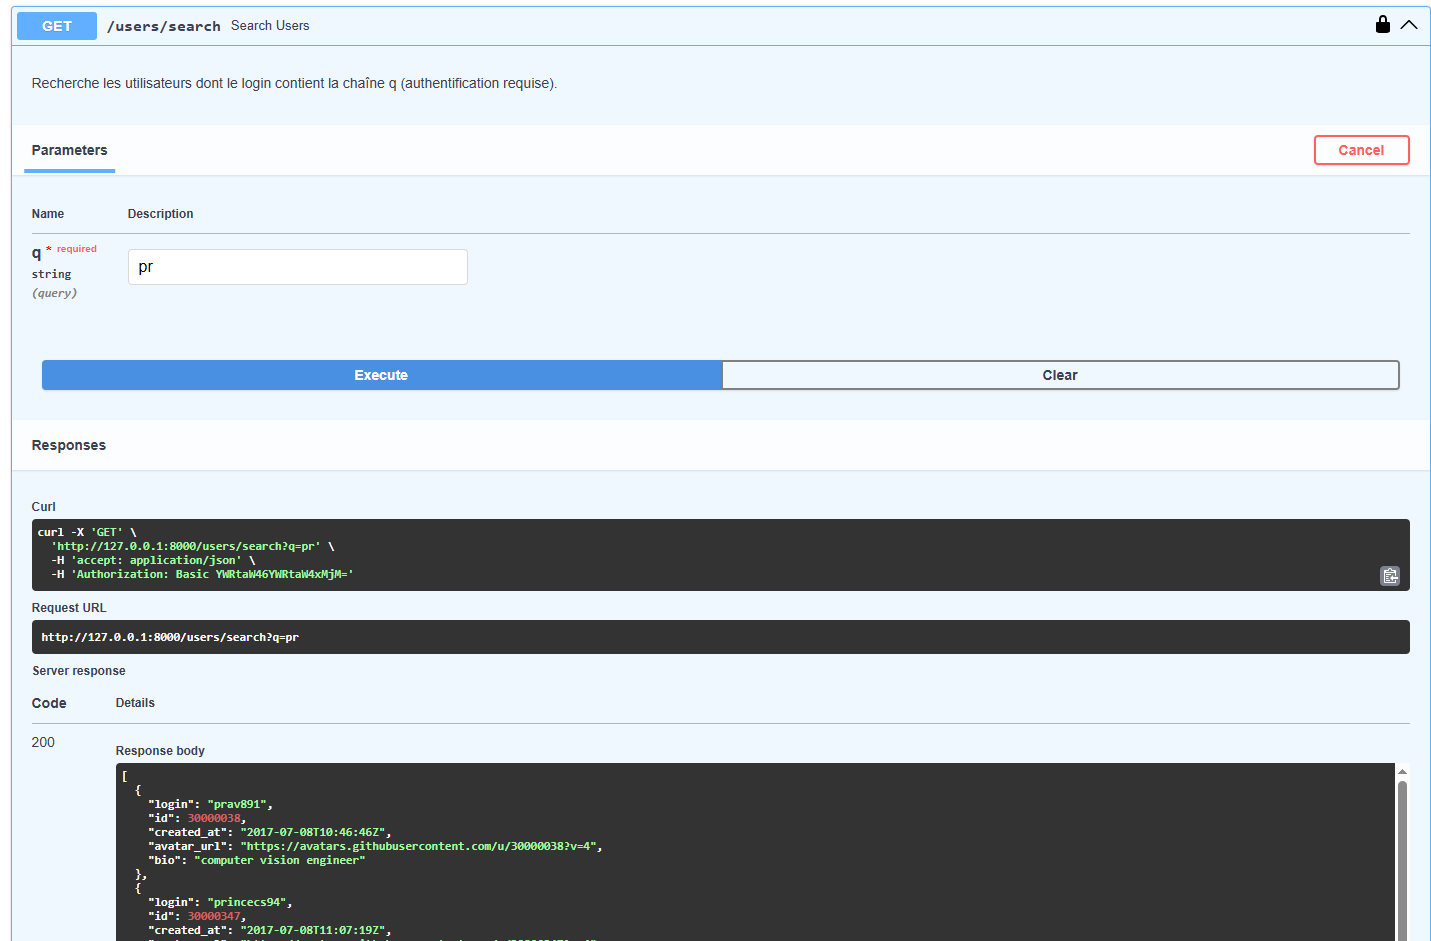 GET /users/search Search Users
Recherche les utilisateurs dont le login contient la chaîne q (authentification requise).
Parameters
Cancel
Name Description
q * required
string
(query)
pr
Execute Clear
Responses
Curl
curl -X 'GET' \
'http://127.0.0.1:8000/users/search?q=pr' \
-H 'accept: application/json' \
-H 'Authorization: Basic YWRtaW46YWRtaW4xMjM='
Request URL
http://127.0.0.1:8000/users/search?q=pr
Server response
Code Details
200
Response body
[
{
"login": "prav891",
"id": 30000038,
"created_at": "2017-07-08T10:46:46Z",
"avatar_url": "https://avatars.githubusercontent.com/u/30000038?v=4",
"bio": "computer vision engineer"
},
{
"login": "princecs94",
"id": 30000347,
"created_at": "2017-07-08T11:07:19Z",